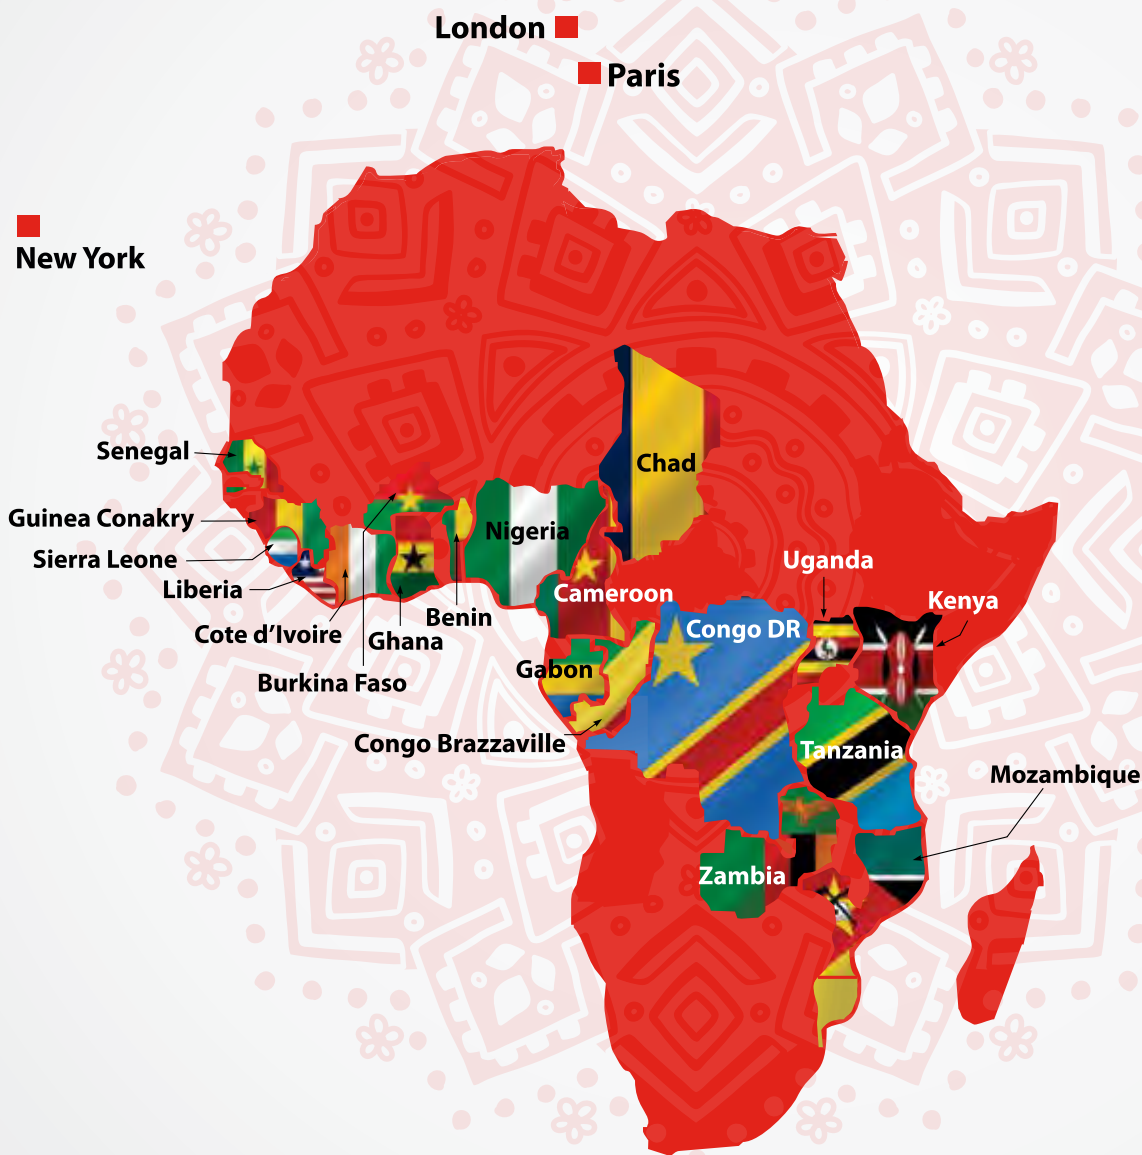 London
Paris
New York
Senegal
Chad
Guinea Conakry
Nigeria
Sierra Leone
Uganda
Liberia
Cameroon
Kenya
Benin
Cote d’Ivoire
Ghana
Congo DR
Gabon
Burkina Faso
Congo Brazzaville
Tanzania
Mozambique
Zambia